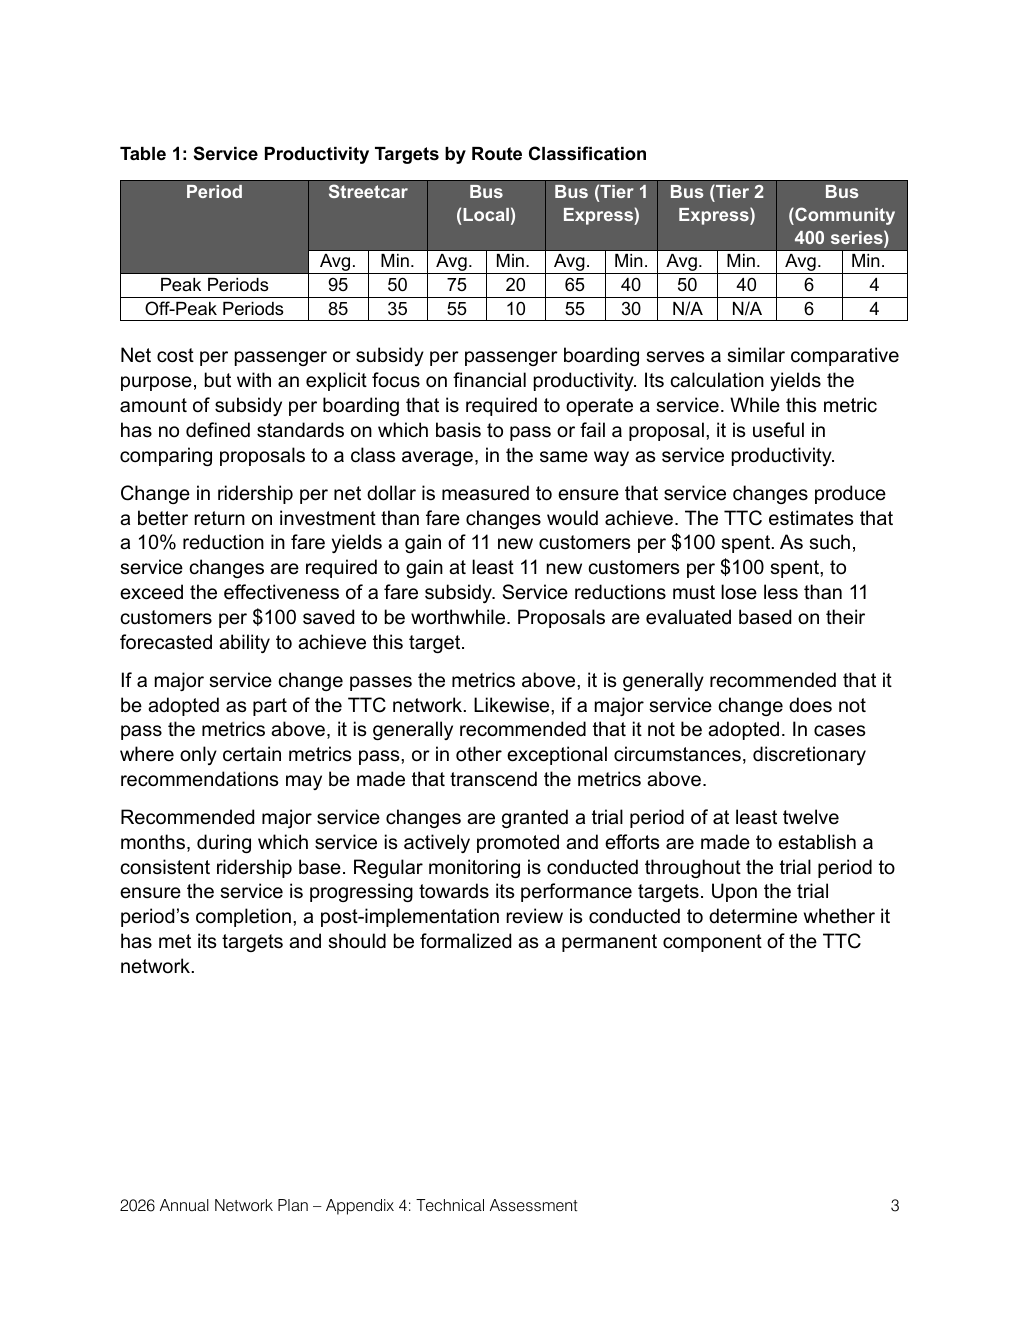 Table 1: Service Productivity Targets by Route Classification
Period Streetcar Bus (Local) Bus (Tier 1 Express) Bus (Tier 2 Express) Bus (Community 400 series)
Avg. Min. Avg. Min. Avg. Min. Avg. Min. Avg. Min.
Peak Periods 95 50 75 20 65 40 50 40 6 4
Off-Peak Periods 85 35 55 10 55 30 N/A N/A 6 4
Net cost per passenger or subsidy per passenger boarding serves a similar comparative
purpose, but with an explicit focus on financial productivity. Its calculation yields the
amount of subsidy per boarding that is required to operate a service. While this metric
has no defined standards on which basis to pass or fail a proposal, it is useful in
comparing proposals to a class average, in the same way as service productivity.
Change in ridership per net dollar is measured to ensure that service changes produce
a better return on investment than fare changes would achieve. The TTC estimates that
a 10% reduction in fare yields a gain of 11 new customers per $100 spent. As such,
service changes are required to gain at least 11 new customers per $100 spent, to
exceed the effectiveness of a fare subsidy. Service reductions must lose less than 11
customers per $100 saved to be worthwhile. Proposals are evaluated based on their
forecasted ability to achieve this target.
If a major service change passes the metrics above, it is generally recommended that it
be adopted as part of the TTC network. Likewise, if a major service change does not
pass the metrics above, it is generally recommended that it not be adopted. In cases
where only certain metrics pass, or in other exceptional circumstances, discretionary
recommendations may be made that transcend the metrics above.
Recommended major service changes are granted a trial period of at least twelve
months, during which service is actively promoted and efforts are made to establish a
consistent ridership base. Regular monitoring is conducted throughout the trial period to
ensure the service is progressing towards its performance targets. Upon the trial
period’s completion, a post-implementation review is conducted to determine whether it
has met its targets and should be formalized as a permanent component of the TTC
network.
2026 Annual Network Plan – Appendix 4: Technical Assessment 3